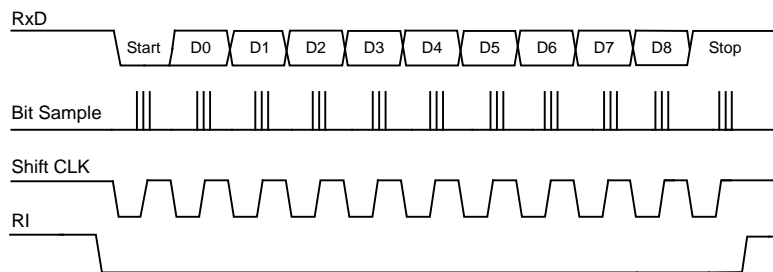 RxD
Start D0 D1 D2 D3 D4 D5 D6 D7 D8 Stop
Bit Sample
Shift CLK
RI